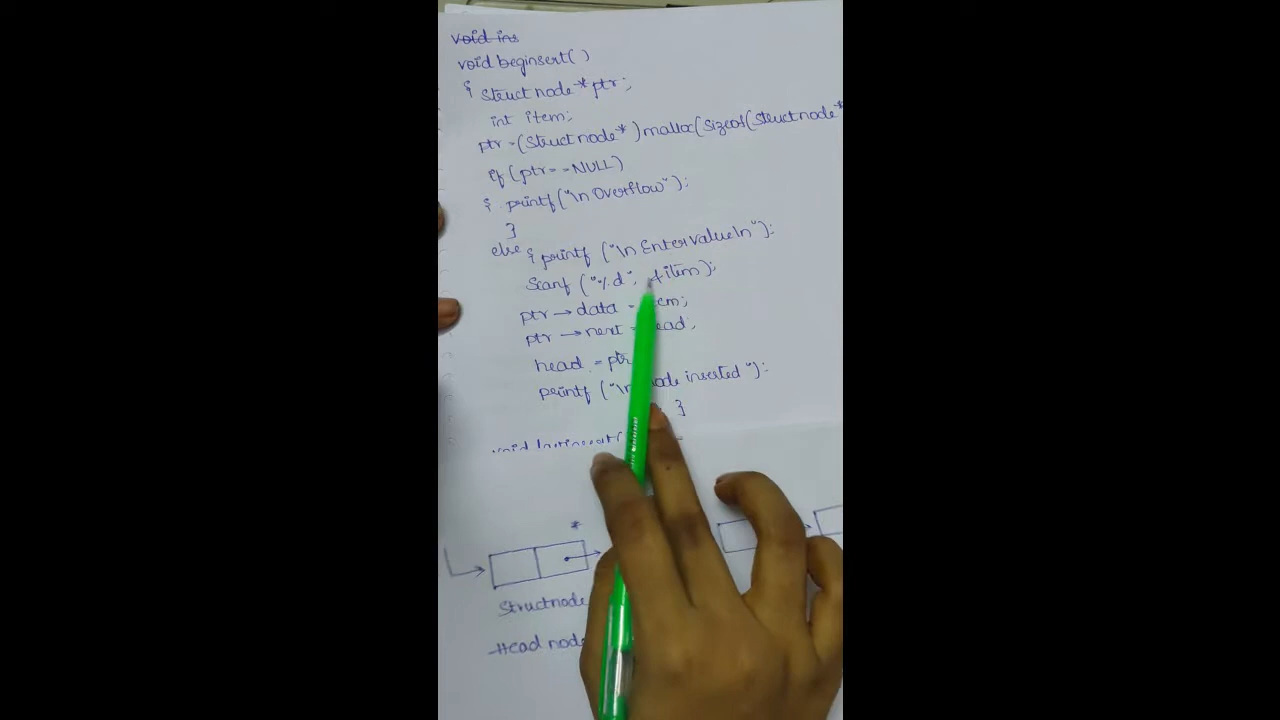 void ins
void beginsert( )
{ Struct node *ptr;
int item;
ptr = (Struct node*) malloc(Sizeof(Struct node*
if (ptr == NULL)
{ printf("\n Overflow");
}
else { printf ("\n Enter value\n");
Scanf ("%d", &item);
ptr → data =
ptr → next =
head = ptr
printf ("\n inserted");
}
void
*
Struct node
Head node